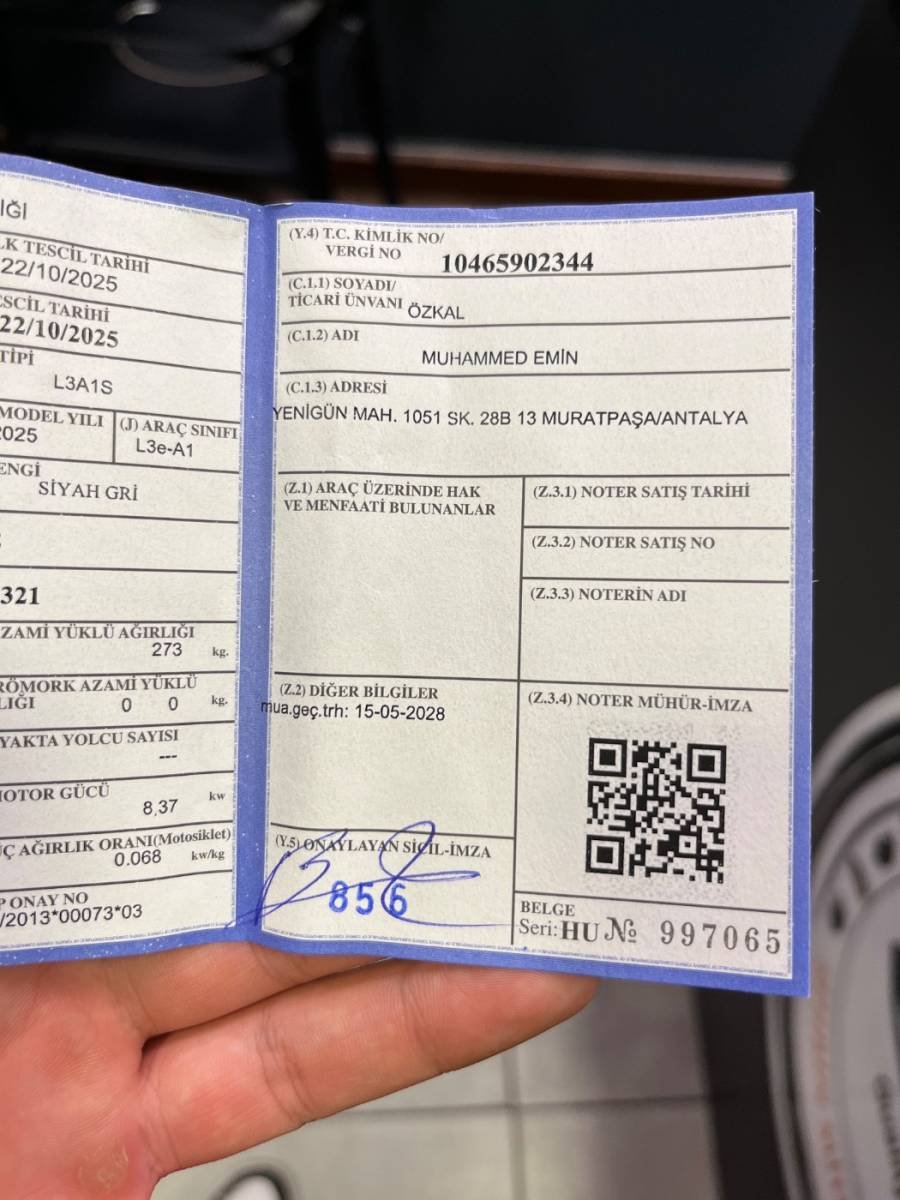 IĞI
LK TESCİL TARİHİ
22/10/2025
ESCİL TARİHİ
22/10/2025
TİPİ
L3A1S
MODEL YILI
2025
(J) ARAÇ SINIFI
L3e-A1
ENGİ
SİYAH GRİ
321
ZAMİ YÜKLÜ AĞIRLIĞI
273 kg.
RÖMORK AZAMİ YÜKLÜ
LIĞI 0 0 kg.
YAKTA YOLCU SAYISI
---
MOTOR GÜCÜ
8,37 kw
Ç AĞIRLIK ORANI(Motosiklet)
0.068 kw/kg
P ONAY NO
/2013*00073*03
(Y.4) T.C. KİMLİK NO/
VERGİ NO 10465902344
(C.1.1) SOYADI/
TİCARİ ÜNVANI ÖZKAL
(C.1.2) ADI
MUHAMMED EMİN
(C.1.3) ADRESİ
YENİGÜN MAH. 1051 SK. 28B 13 MURATPAŞA/ANTALYA
(Z.1) ARAÇ ÜZERİNDE HAK
VE MENFAATİ BULUNANLAR
(Z.3.1) NOTER SATIŞ TARİHİ
(Z.3.2) NOTER SATIŞ NO
(Z.3.3) NOTERİN ADI
(Z.2) DİĞER BİLGİLER
mua.geç.trh: 15-05-2028
(Z.3.4) NOTER MÜHÜR-İMZA
(Y.5) ONAYLAYAN SİCİL-İMZA
856
BELGE
Seri: HU № 997065